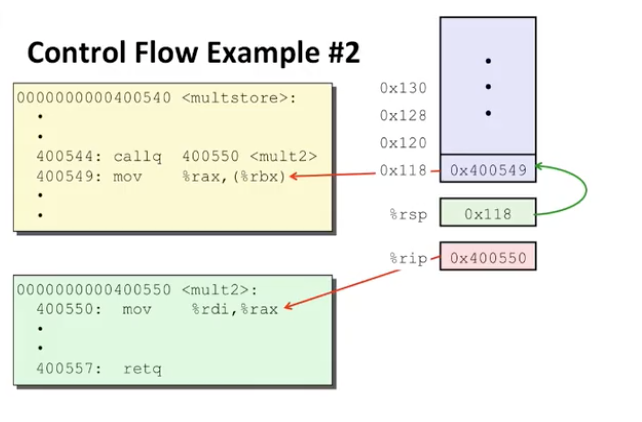 Control Flow Example #2
0000000000400540 <multstore>:
•
•
400544: callq 400550 <mult2>
400549: mov %rax,(%rbx)
•
•
0000000000400550 <mult2>:
400550: mov %rdi,%rax
•
•
400557: retq
•
0x130
•
0x128
•
0x120
0x118 0x400549
%rsp 0x118
%rip 0x400550